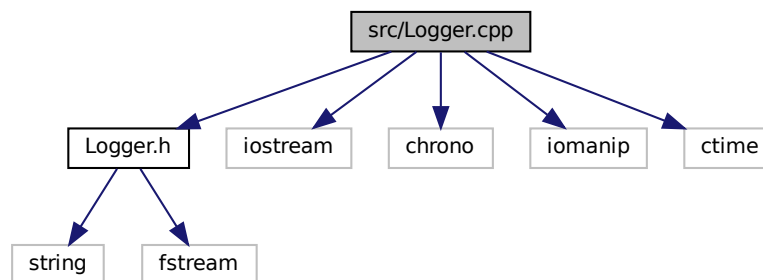 src/Logger.cpp
Logger.h
iostream
chrono
iomanip
ctime
string
fstream